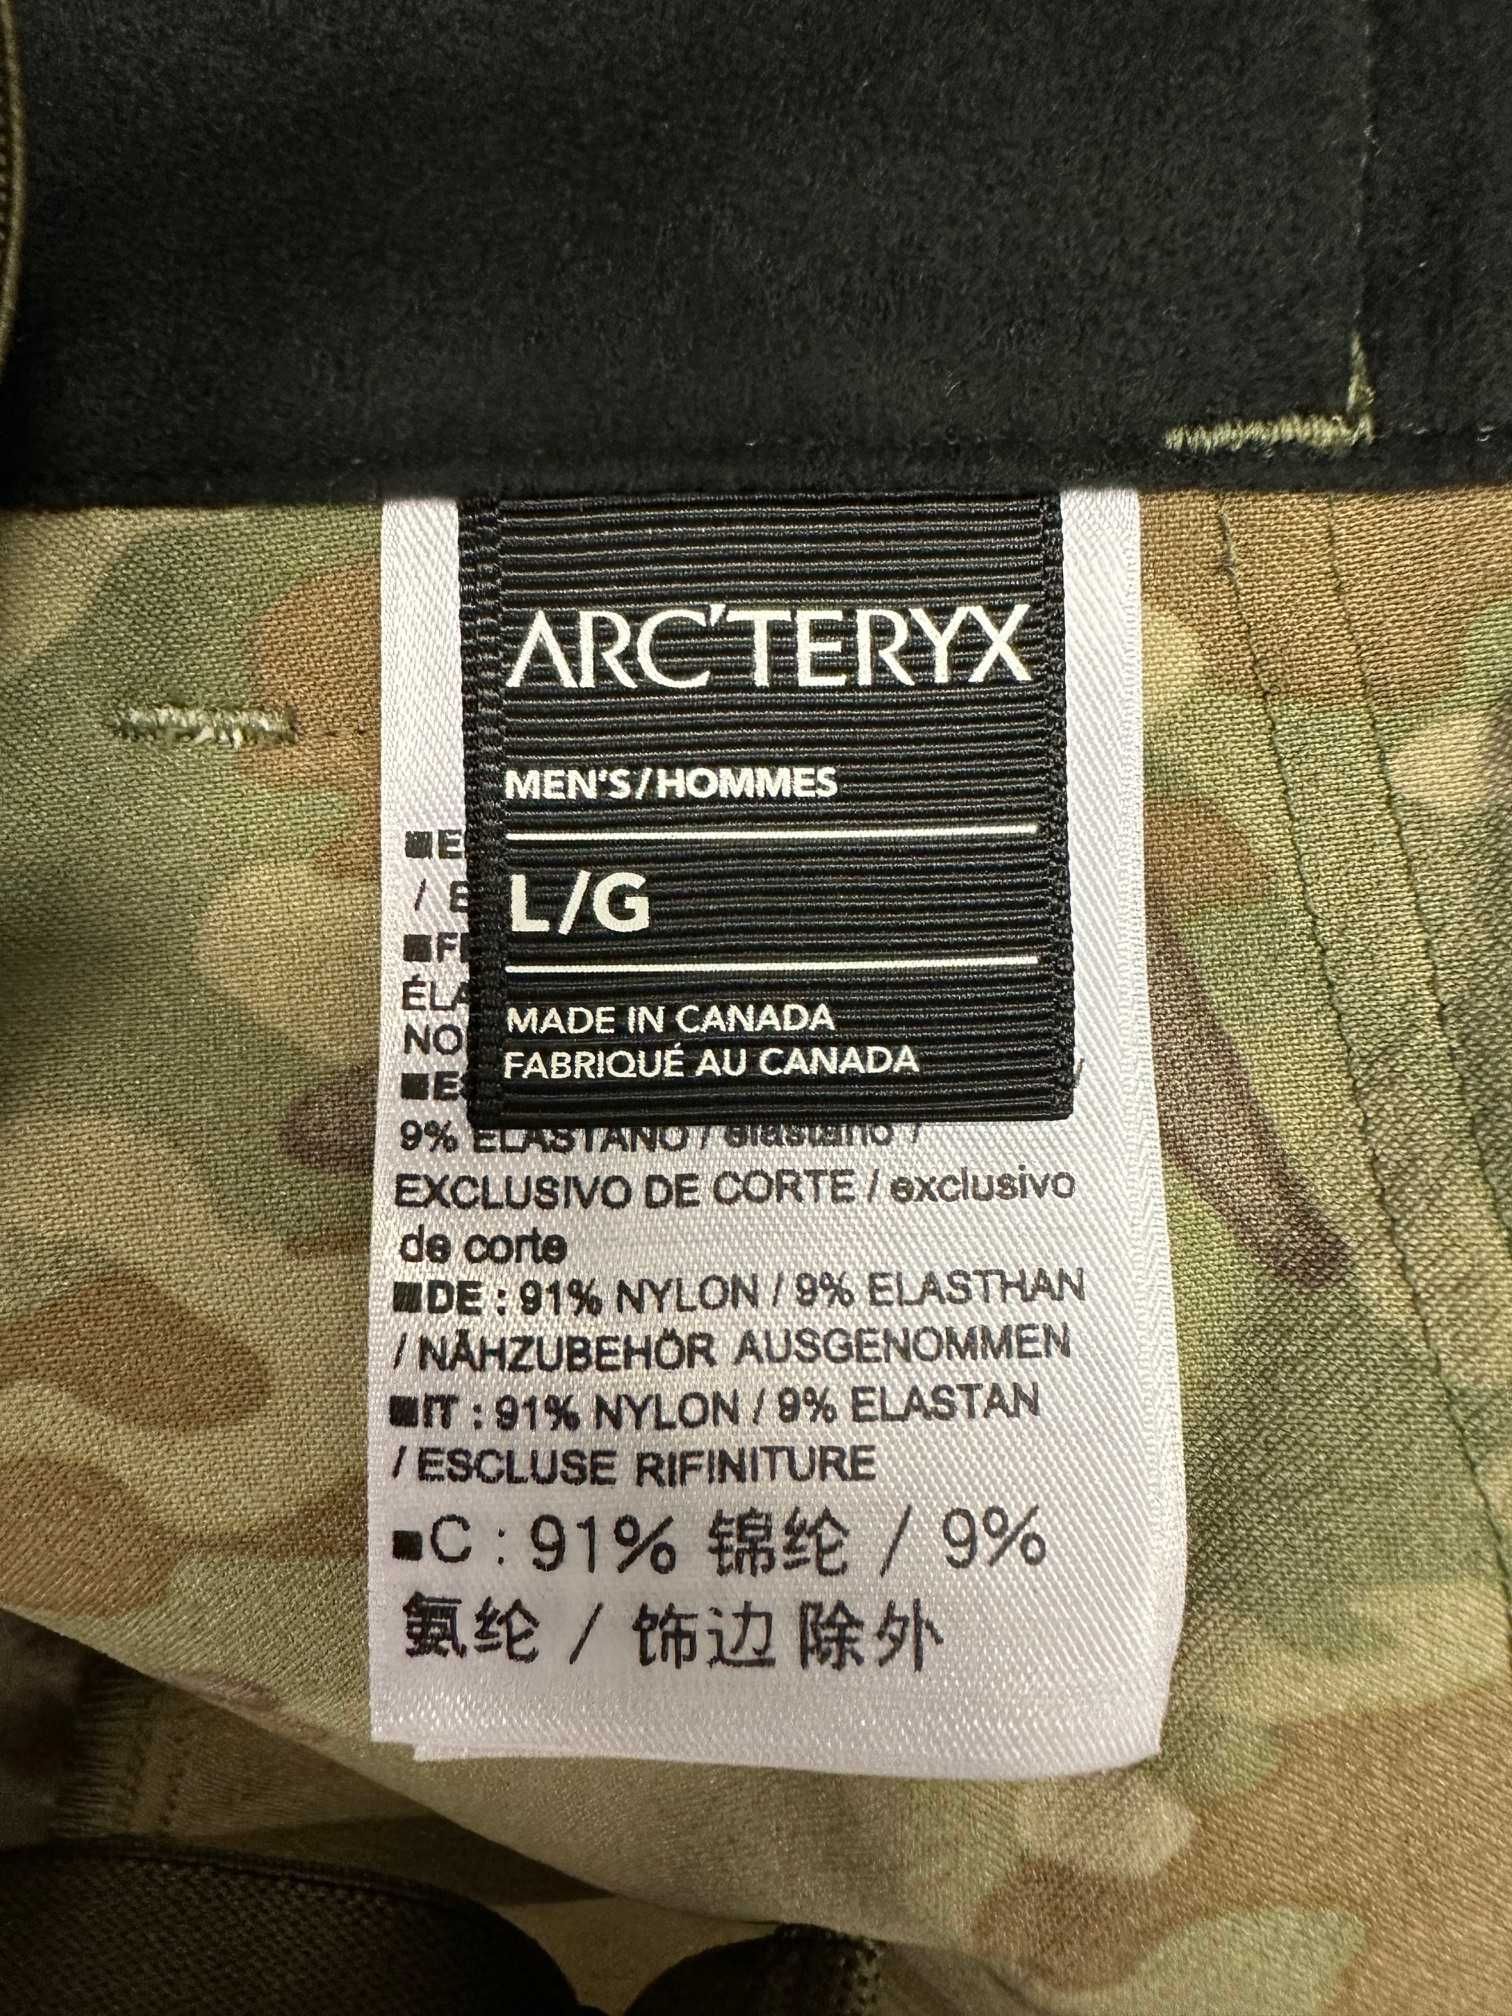 ARC'TERYX
MEN'S/HOMMES
L/G
MADE IN CANADA
FABRIQUÉ AU CANADA
9% ELASTANO / elastano /
EXCLUSIVO DE CORTE / exclusivo
de corte
■DE : 91% NYLON / 9% ELASTHAN
/ NÄHZUBEHÖR AUSGENOMMEN
■IT : 91% NYLON / 9% ELASTAN
/ ESCLUSE RIFINITURE
■C : 91% 锦纶 / 9%
氨纶 / 饰边除外